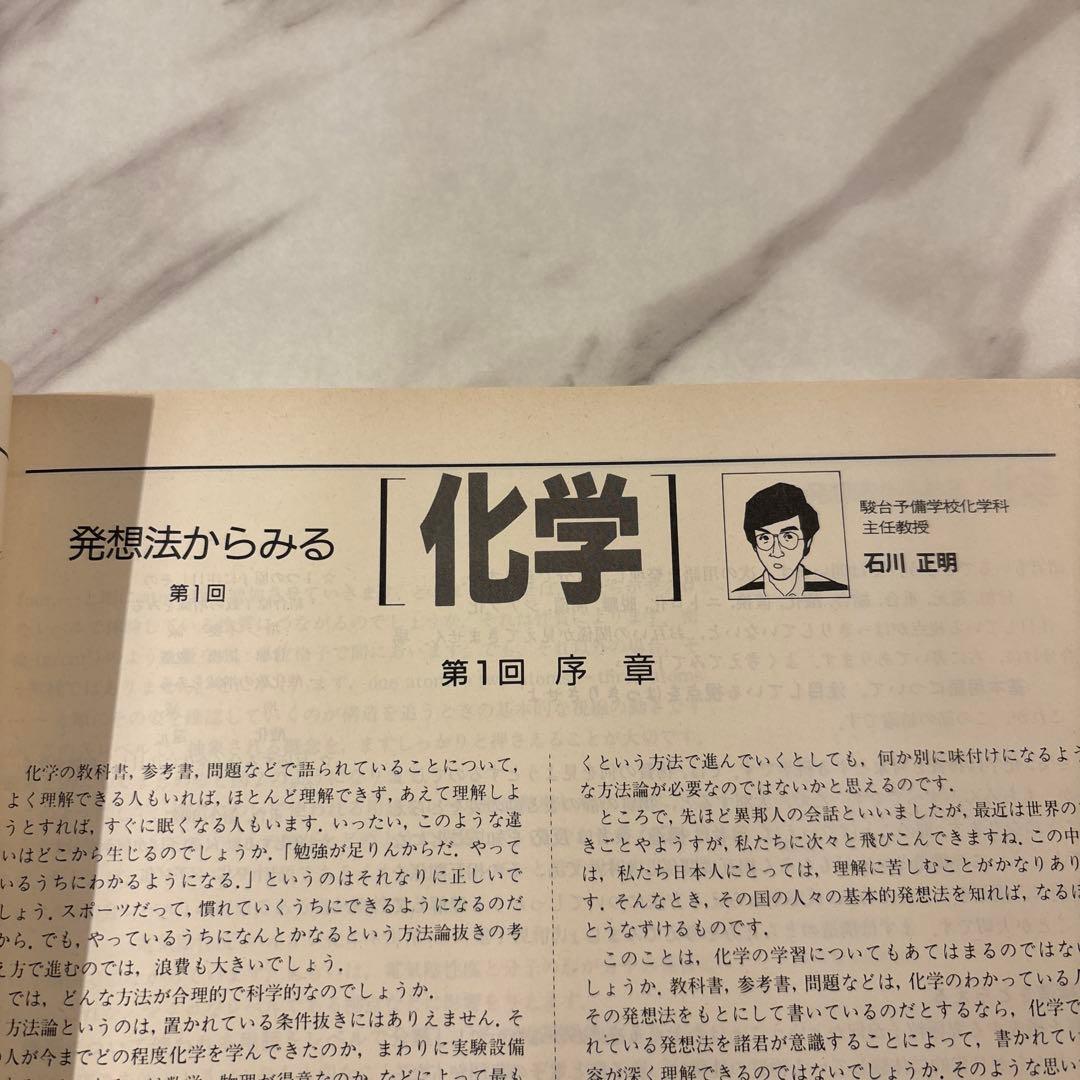 発想法からみる
第1回
[化学]
駿台予備学校化学科
主任教授
石川 正明
第1回 序 章
化学の教科書,参考書,問題などで語られていることについて,
よく理解できる人もいれば,ほとんど理解できず,あえて理解しよ
うとすれば,すぐに眠くなる人もいます.いったい,このような違
いはどこから生じるのでしょうか.「勉強が足りんからだ.やって
いるうちにわかるようになる.」というのはそれなりに正しいで
しょう.スポーツだって,慣れていくうちにできるようになるのだ
から.でも,やっているうちになんとかなるという方法論抜きの考
え方で進むのでは,浪費も大きいでしょう.
では,どんな方法が合理的で科学的なのでしょうか.
方法論というのは,置かれている条件抜きにはありえません.そ
の人が今までどの程度化学を学んできたのか,まわりに実験設備
数学,物理が得意なのか,などによって最も
くという方法で進んでいくとしても,何か別に味付けになるよう
な方法論が必要なのではないかと思えるのです.
ところで,先ほど異邦人の会話といいましたが,最近は世界ので
きごとやようすが,私たちに次々と飛びこんできますね.この中
は,私たち日本人にとっては,理解に苦しむことがかなりあり
す.そんなとき,その国の人々の基本的発想法を知れば,なるほ
とうなずけるものです.
このことは,化学の学習についてもあてはまるのではない
しょうか.教科書,参考書,問題などは,化学のわかっている人
その発想法をもとにして書いているのだとするなら,化学で
れている発想法を諸君が意識することによって,書かれてい
容が深く理解できるのではないでしょうか.そのような思い